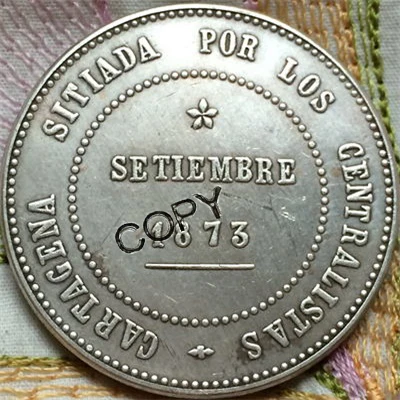 CARTAGENA SITIADA POR LOS CENTRALISTAS
SETIEMBRE
1873
COPY